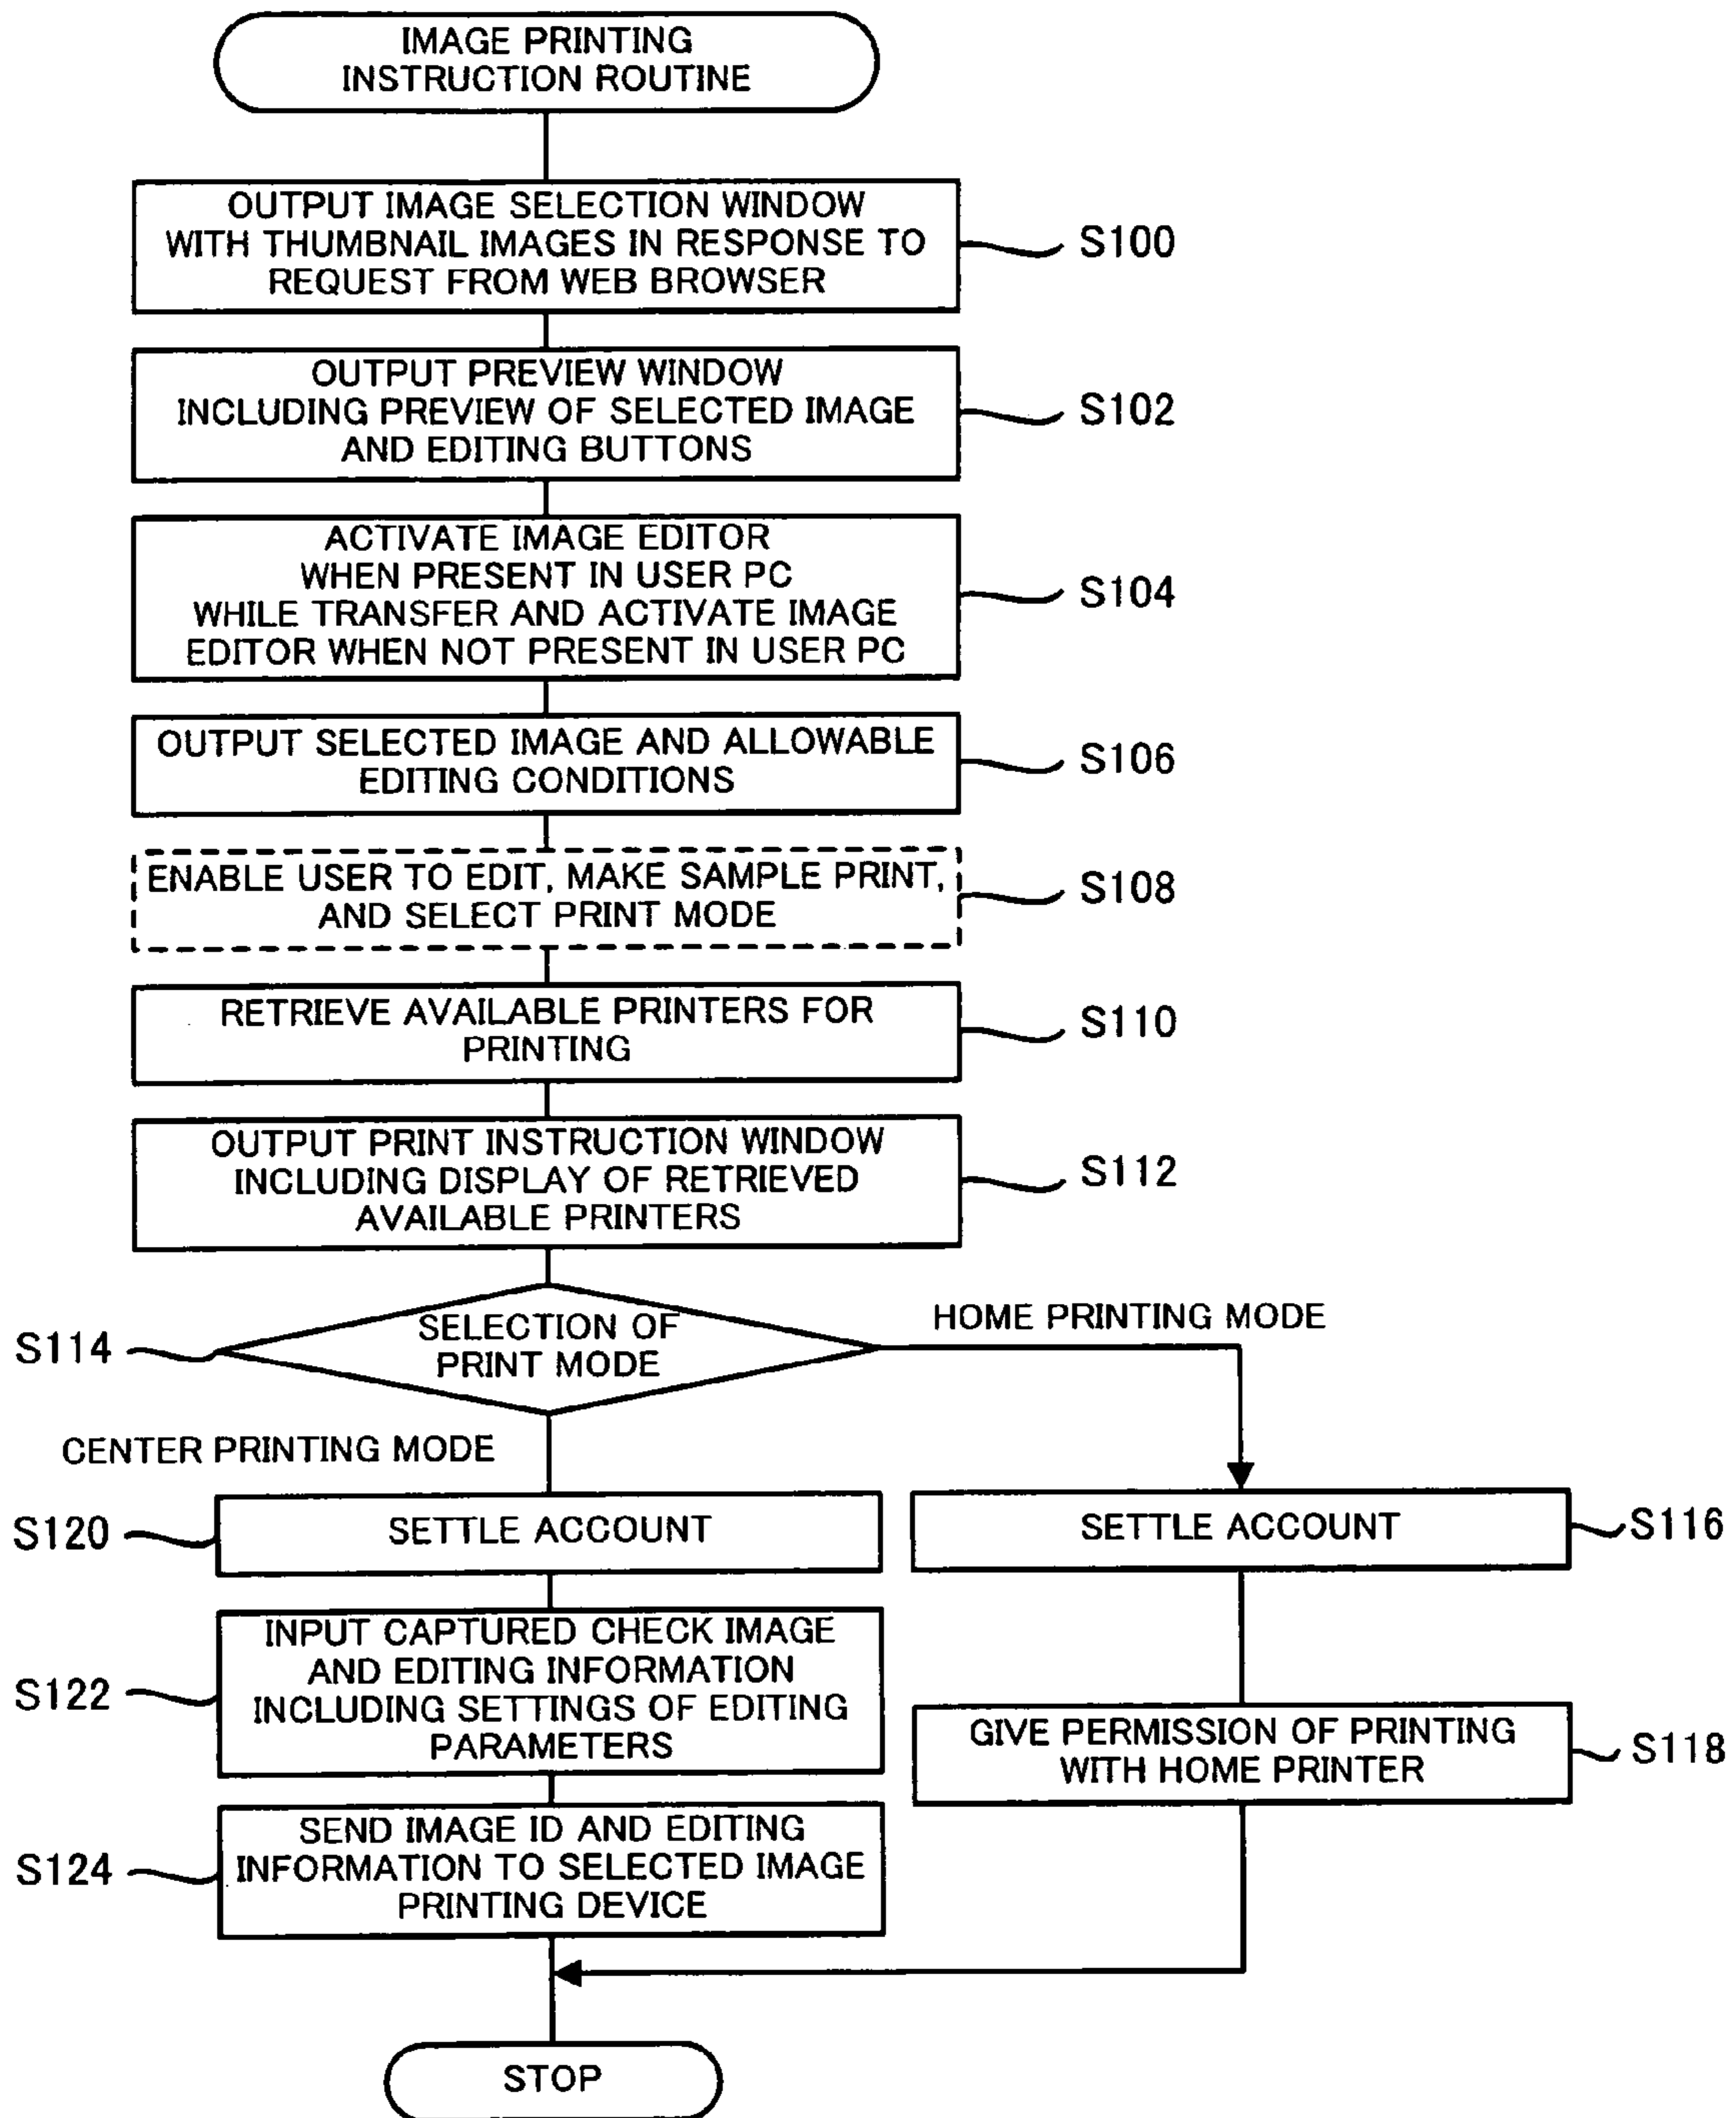 IMAGE PRINTING
INSTRUCTION ROUTINE
OUTPUT IMAGE SELECTION WINDOW
WITH THUMBNAIL IMAGES IN RESPONSE TO
REQUEST FROM WEB BROWSER
S100
OUTPUT PREVIEW WINDOW
INCLUDING PREVIEW OF SELECTED IMAGE
AND EDITING BUTTONS
S102
ACTIVATE IMAGE EDITOR
WHEN PRESENT IN USER PC
WHILE TRANSFER AND ACTIVATE IMAGE
EDITOR WHEN NOT PRESENT IN USER PC
S104
OUTPUT SELECTED IMAGE AND ALLOWABLE
EDITING CONDITIONS
S106
ENABLE USER TO EDIT, MAKE SAMPLE PRINT,
AND SELECT PRINT MODE
S108
RETRIEVE AVAILABLE PRINTERS FOR
PRINTING
S110
OUTPUT PRINT INSTRUCTION WINDOW
INCLUDING DISPLAY OF RETRIEVED
AVAILABLE PRINTERS
S112
S114
SELECTION OF
PRINT MODE
HOME PRINTING MODE
CENTER PRINTING MODE
S120
SETTLE ACCOUNT
SETTLE ACCOUNT
S116
S122
INPUT CAPTURED CHECK IMAGE
AND EDITING INFORMATION
INCLUDING SETTINGS OF EDITING
PARAMETERS
GIVE PERMISSION OF PRINTING
WITH HOME PRINTER
S118
S124
SEND IMAGE ID AND EDITING
INFORMATION TO SELECTED IMAGE
PRINTING DEVICE
STOP